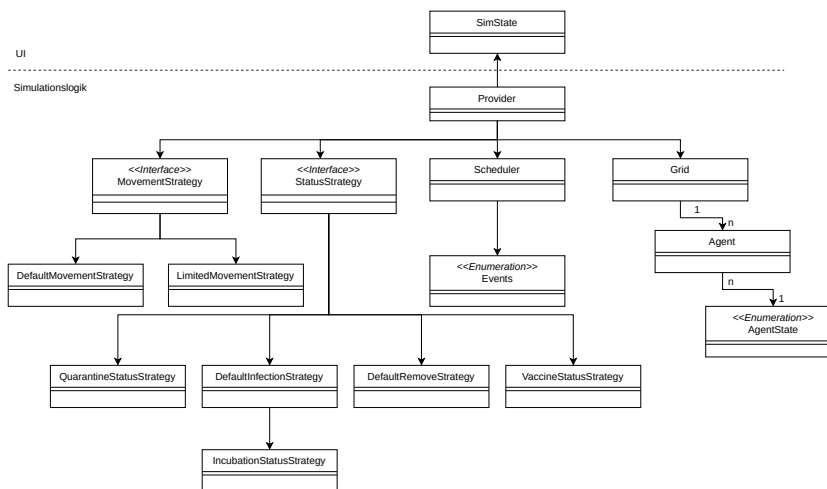 SimState
UI
Simulationslogik
Provider
<<Interface>>
MovementStrategy
<<Interface>>
StatusStrategy
Scheduler
Grid
1
n
DefaultMovementStrategy
LimitedMovementStrategy
<<Enumeration>>
Events
Agent
n
1
<<Enumeration>>
AgentState
QuarantineStatusStrategy
DefaultInfectionStrategy
DefaultRemoveStrategy
VaccineStatusStrategy
IncubationStatusStrategy